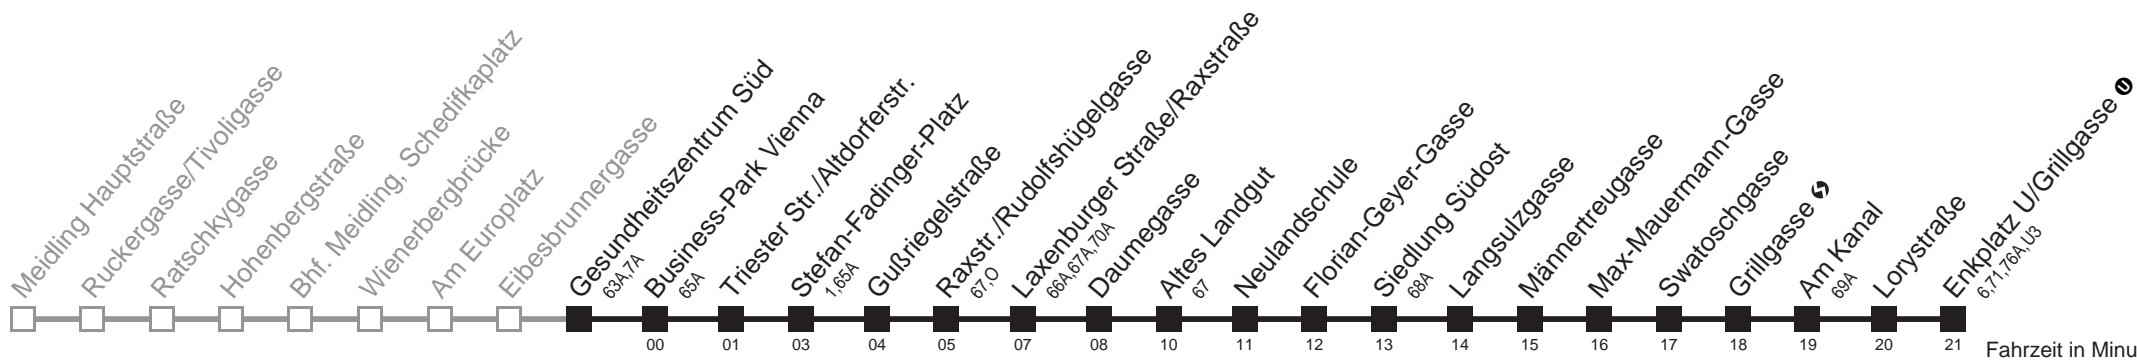 Meidling Hauptstraße
Ruckergasse/Tivoligasse
Ratschkygasse
Hohenbergstraße
Bhf. Meidling, Schedifkaplatz
Wienerbergbrücke
Am Europlatz
Eibesbrunnergasse
Gesundheitszentrum Süd
63A,7A
Business-Park Vienna
65A
Triester Str./Altdorferstr.
Stefan-Fadinger-Platz
1,65A
Gußriegelstraße
Raxstr./Rudolfshügelgasse
67,O
Laxenburger Straße/Raxstraße
66A,67A,70A
Daumegasse
Altes Landgut
67
Neulandschule
Florian-Geyer-Gasse
Siedlung Südost
68A
Langsulzgasse
Männertreugasse
Max-Mauermann-Gasse
Swatoschgasse
Grillgasse
Am Kanal
69A
Lorystraße
Enkplatz U/Grillgasse U
6,71,76A,U3
00 01 03 04 05 07 08 10 11 12 13 14 15 16 17 18 19 20 21
Fahrzeit in Minu